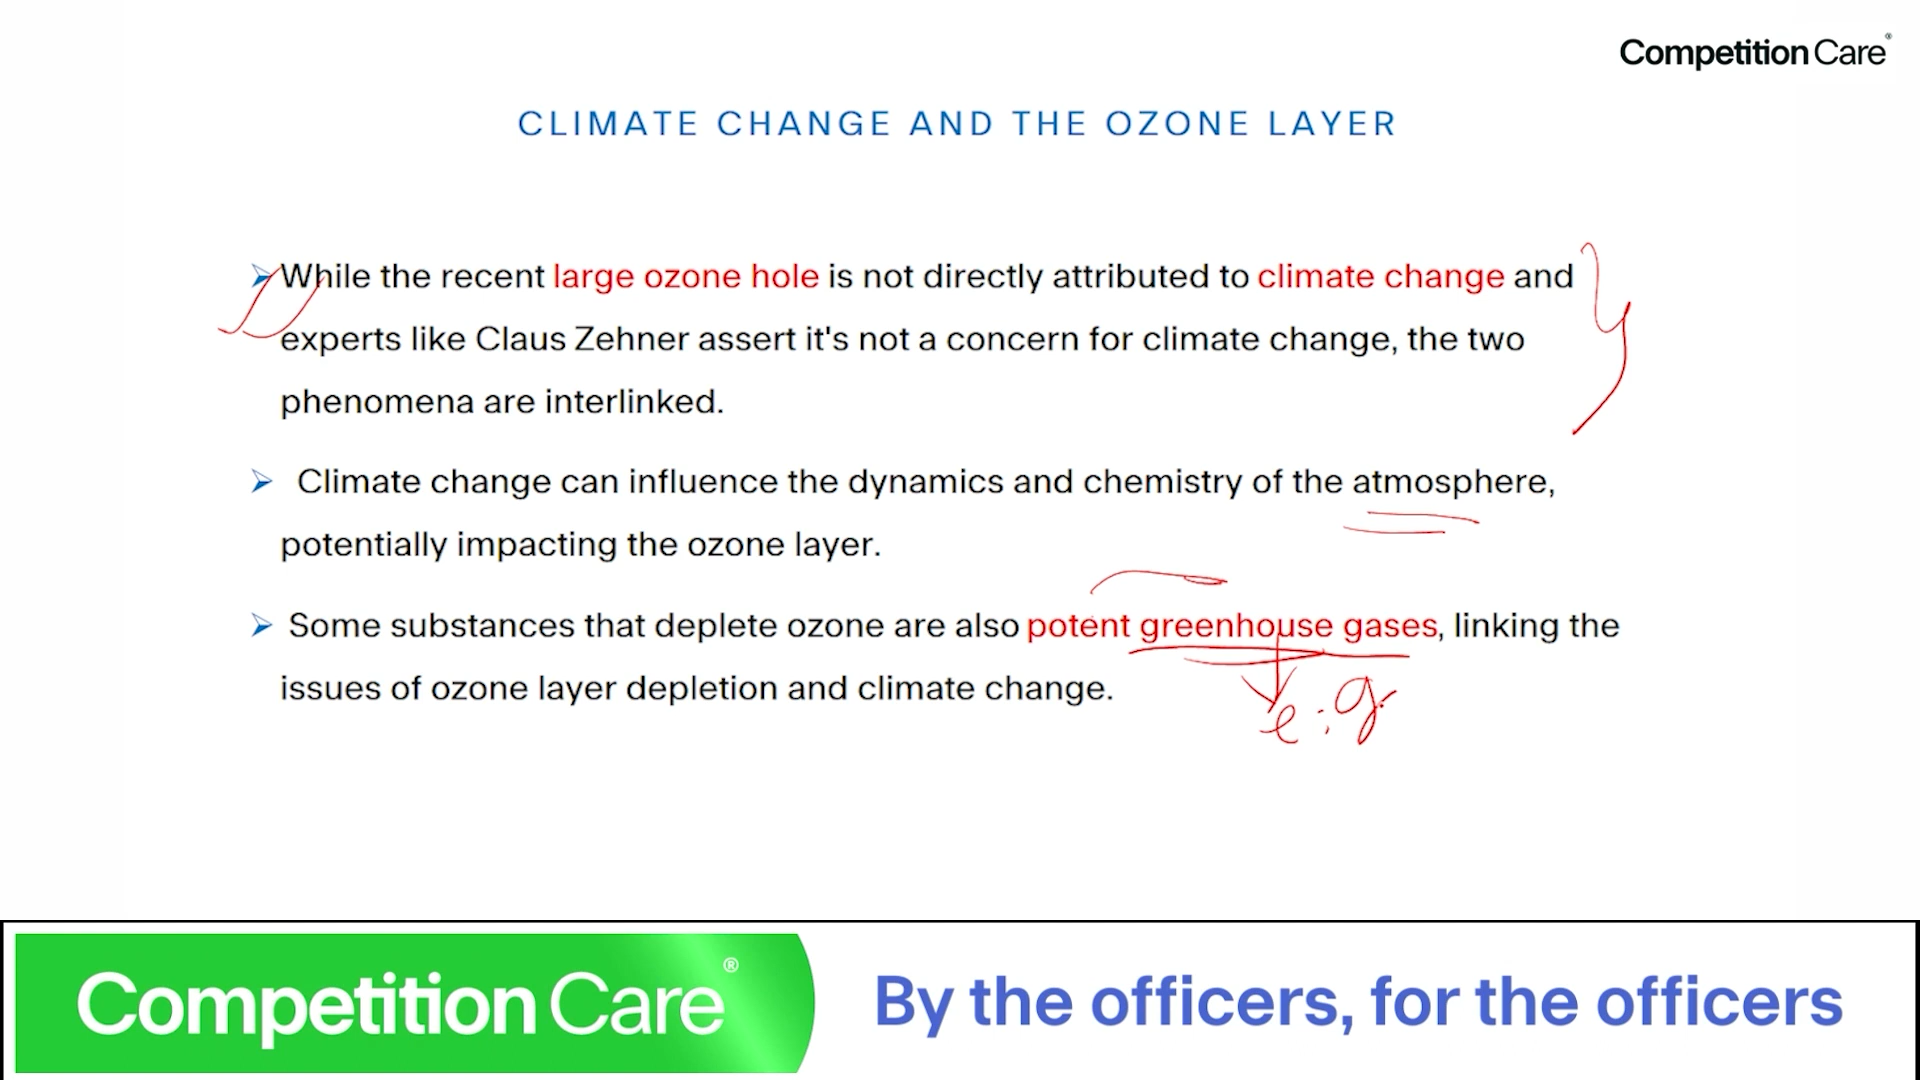 Competition Care
CLIMATE CHANGE AND THE OZONE LAYER
➢ While the recent large ozone hole is not directly attributed to climate change and
experts like Claus Zehner assert it's not a concern for climate change, the two
phenomena are interlinked.
➢ Climate change can influence the dynamics and chemistry of the atmosphere,
potentially impacting the ozone layer.
➢ Some substances that deplete ozone are also potent greenhouse gases, linking the
issues of ozone layer depletion and climate change.
e.g
Competition Care®
By the officers, for the officers